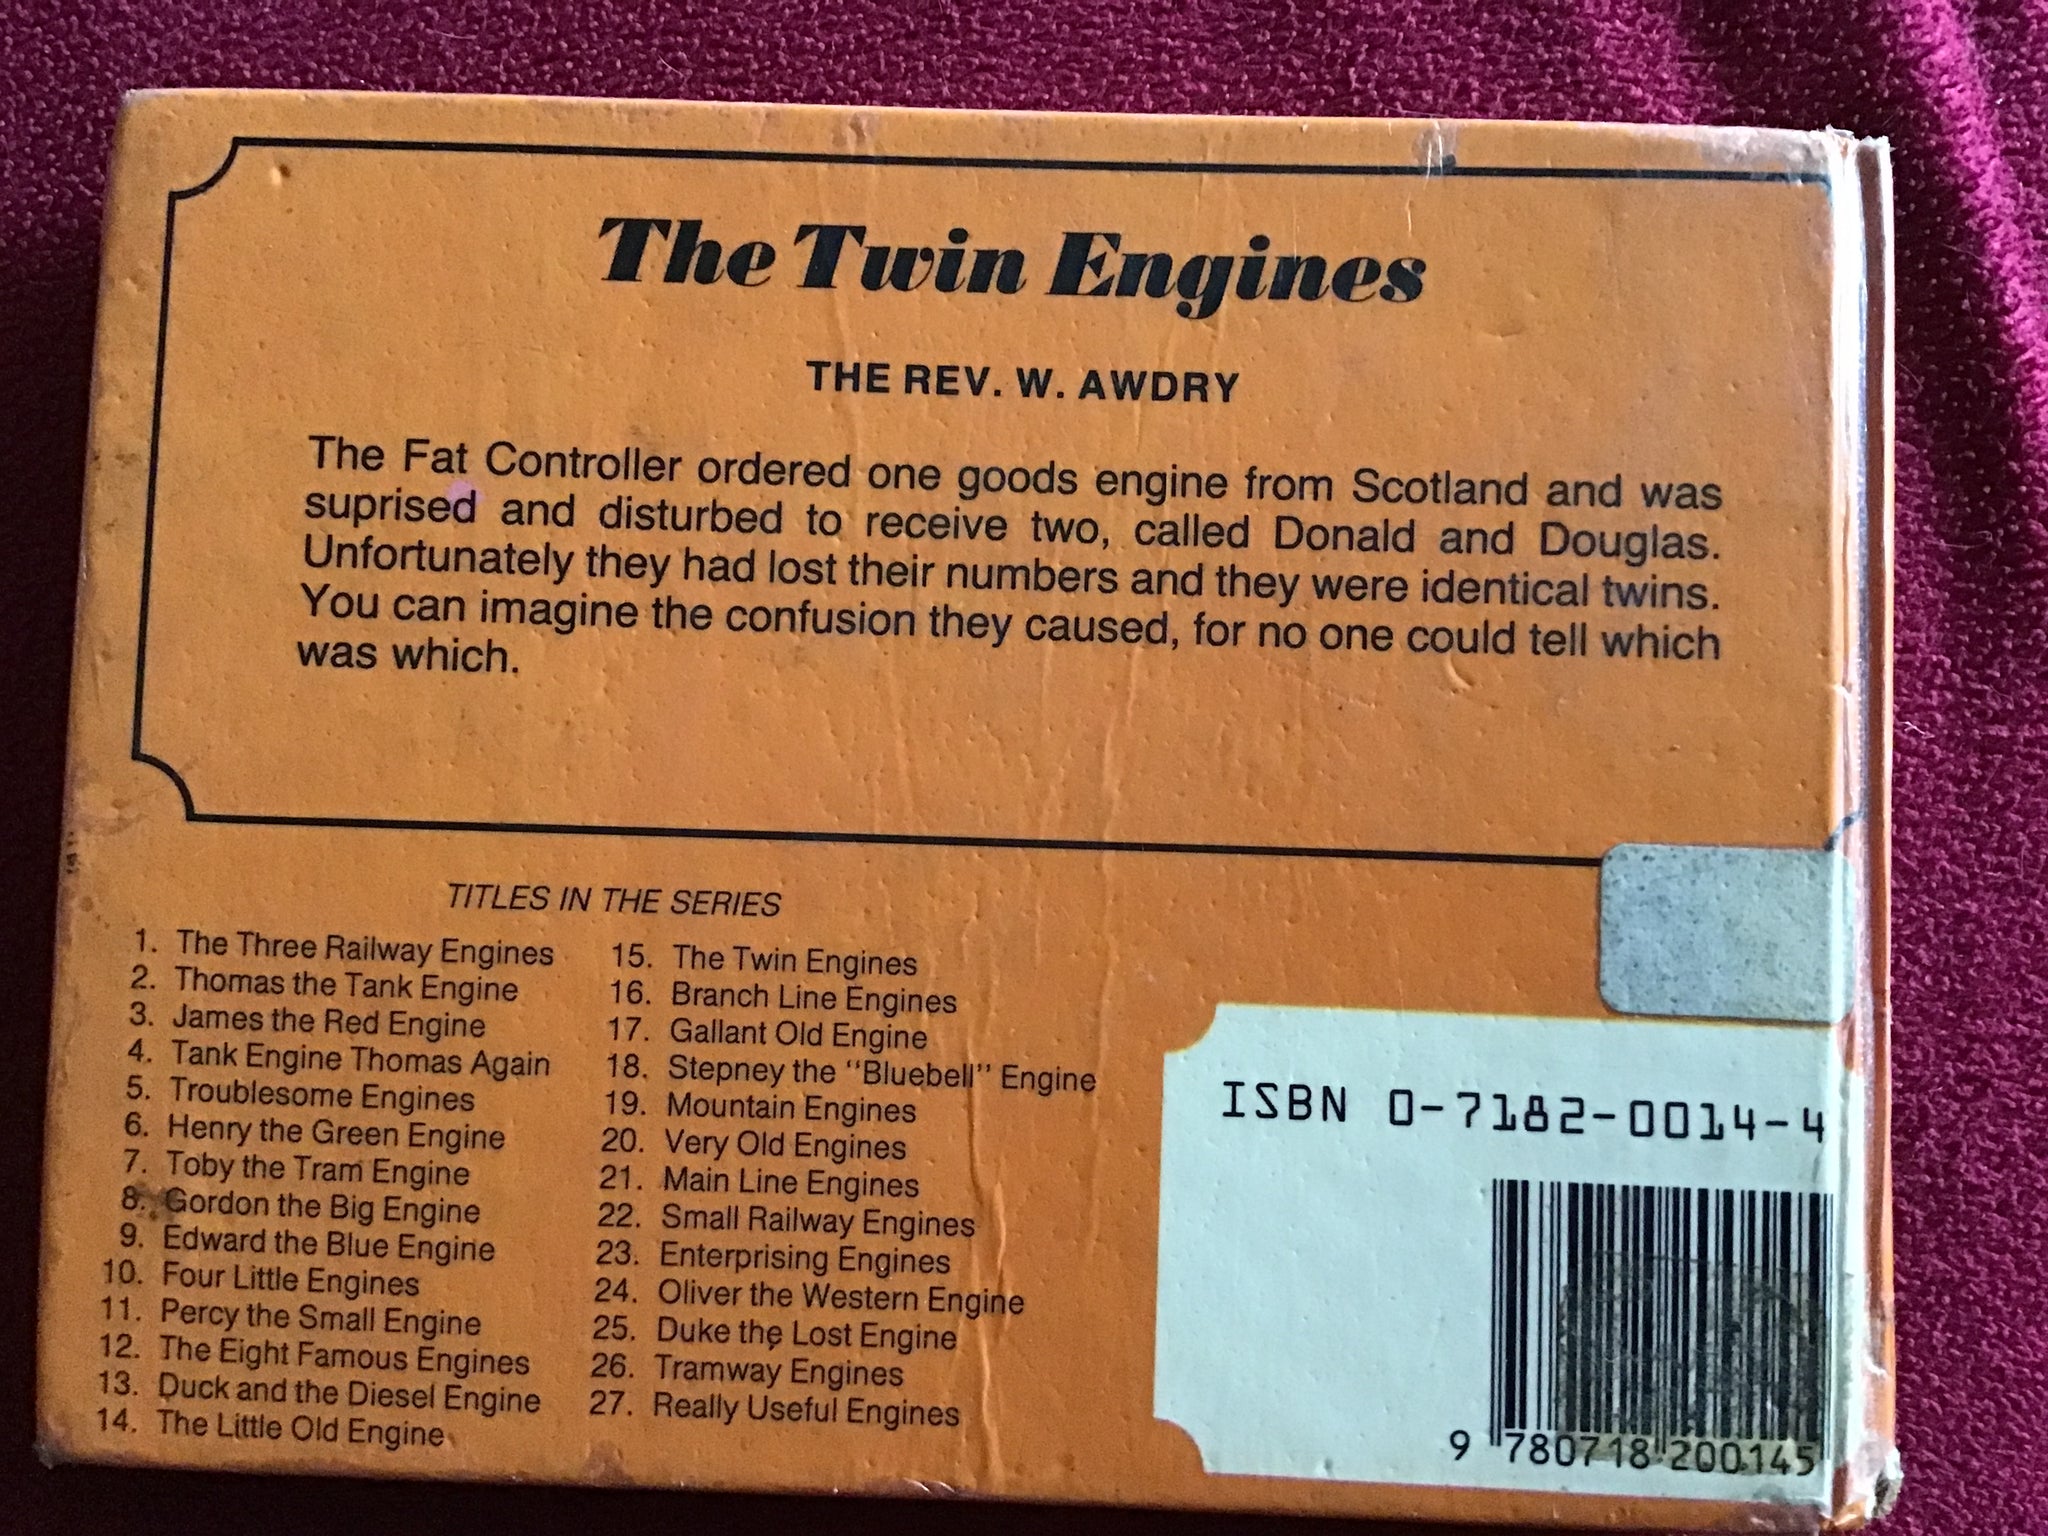 The Twin Engines
THE REV. W. AWDRY
The Fat Controller ordered one goods engine from Scotland and was
suprised and disturbed to receive two, called Donald and Douglas.
Unfortunately they had lost their numbers and they were identical twins.
You can imagine the confusion they caused, for no one could tell which
was which.
TITLES IN THE SERIES
1. The Three Railway Engines
2. Thomas the Tank Engine
3. James the Red Engine
4. Tank Engine Thomas Again
5. Troublesome Engines
6. Henry the Green Engine
7. Toby the Tram Engine
8. Gordon the Big Engine
9. Edward the Blue Engine
10. Four Little Engines
11. Percy the Small Engine
12. The Eight Famous Engines
13. Duck and the Diesel Engine
14. The Little Old Engine
15. The Twin Engines
16. Branch Line Engines
17. Gallant Old Engine
18. Stepney the "Bluebell" Engine
19. Mountain Engines
20. Very Old Engines
21. Main Line Engines
22. Small Railway Engines
23. Enterprising Engines
24. Oliver the Western Engine
25. Duke the Lost Engine
26. Tramway Engines
27. Really Useful Engines
ISBN 0-7182-0014-4
9 780718 200145